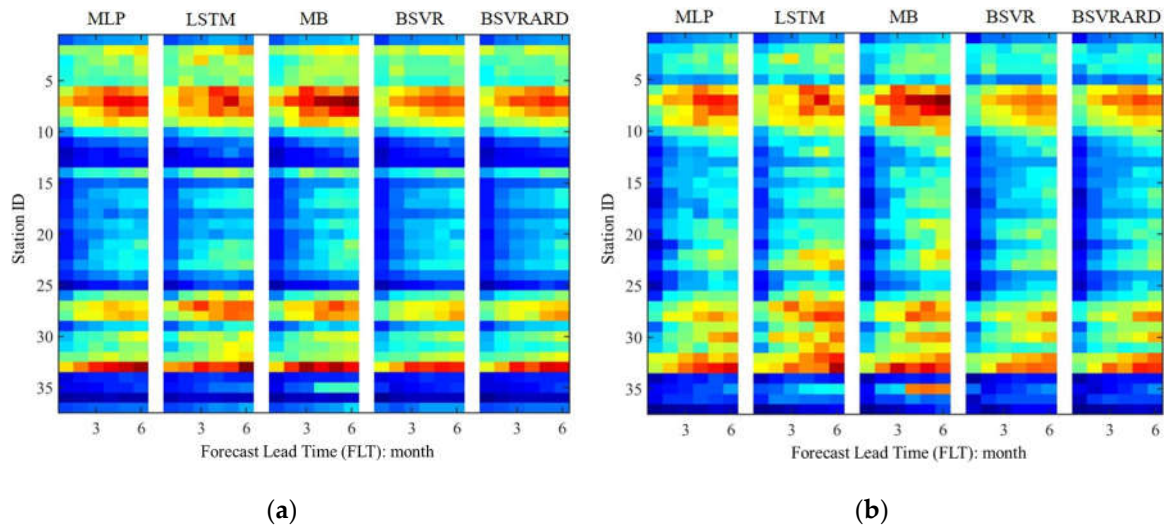 MLP LSTM MB BSVR BSVRARD
5
10
15
20
25
30
35
Station ID
3 6 3 6 3 6 3 6 3 6
Forecast Lead Time (FLT): month
(a)
MLP LSTM MB BSVR BSVRARD
5
10
15
20
25
30
35
Station ID
3 6 3 6 3 6 3 6 3 6
Forecast Lead Time (FLT): month
(b)